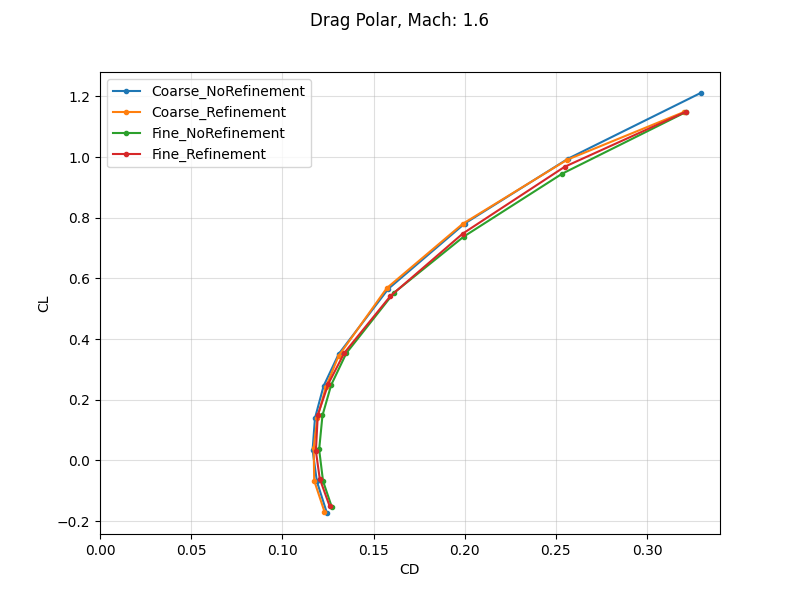 Drag Polar, Mach: 1.6
Coarse_NoRefinement
Coarse_Refinement
Fine_NoRefinement
Fine_Refinement
1.2
1.0
0.8
0.6
0.4
0.2
0.0
−0.2
CL
0.00 0.05 0.10 0.15 0.20 0.25 0.30
CD